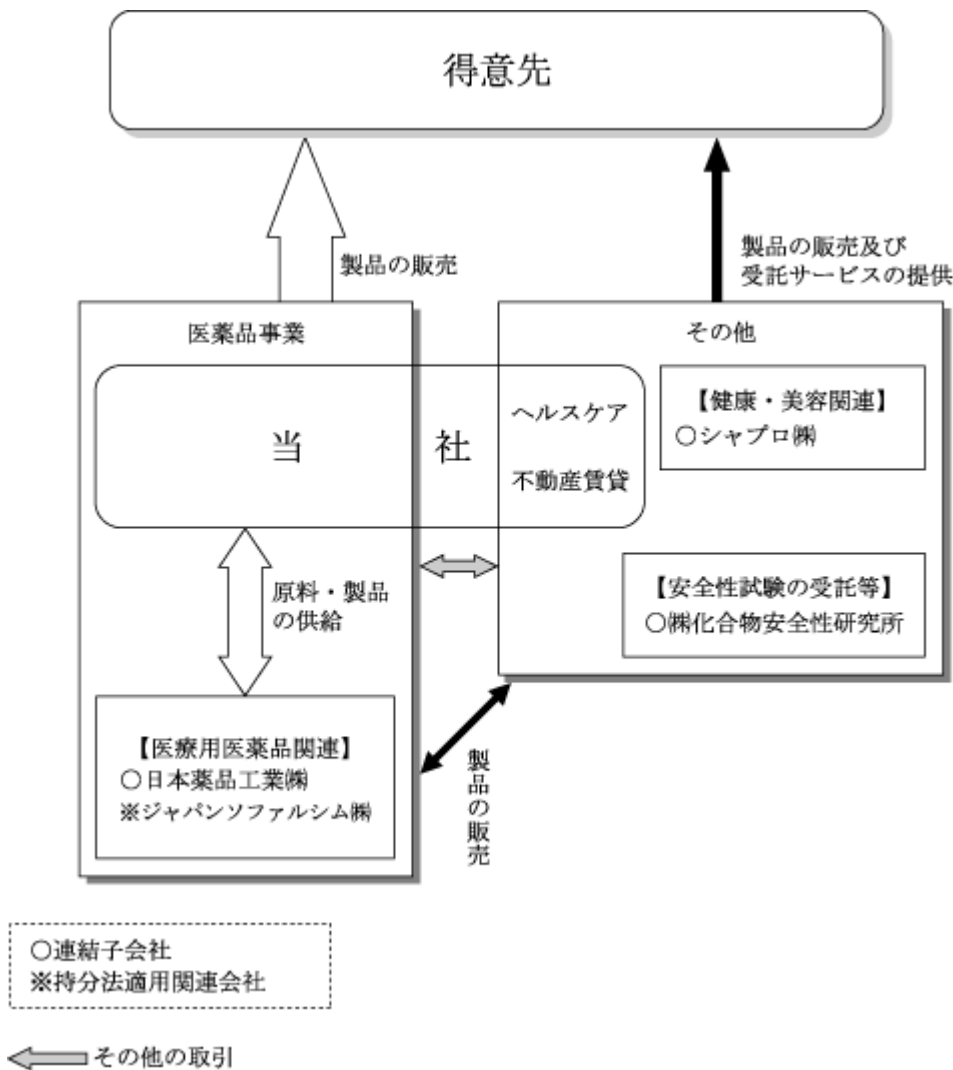 得意先
製品の販売
製品の販売及び
受託サービスの提供
医薬品事業
その他
当社
ヘルスケア
不動産賃貸
【健康・美容関連】
○シャプロ㈱
原料・製品
の供給
【安全性試験の受託等】
○㈱化合物安全性研究所
【医療用医薬品関連】
○日本薬品工業㈱
※ジャパンソファルシム㈱
製品の販売
○連結子会社
※持分法適用関連会社
その他の取引